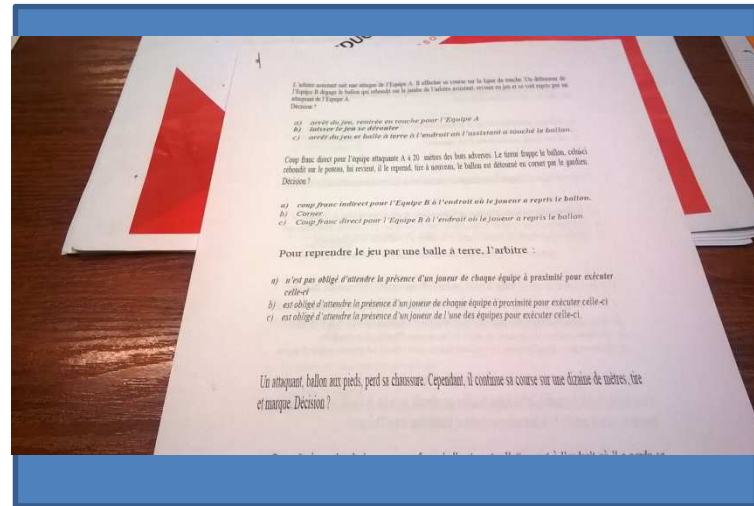 DUC
L'arbitre assistant suit une attaque de l'Equipe A. Il effectue sa course sur la ligne de touche. Un défenseur de
l'Equipe B dégage le ballon qui rebondit sur la jambe de l'arbitre assistant, revient en jeu et se voit repris par un
attaquant de l'Equipe A.
Décision ?
a) arrêt du jeu, rentrée en touche pour l'Equipe A
b) laisser le jeu se dérouler
c) arrêt du jeu et balle à terre à l'endroit où l'assistant a touché le ballon.
Coup franc direct pour l'équipe attaquante A à 20 mètres des buts adverses. Le tireur frappe le ballon, celui-ci
rebondit sur le poteau, lui revient, il le reprend, tire à nouveau, le ballon est détourné en corner par le gardien.
Décision ?
a) coup franc indirect pour l'Equipe B à l'endroit où le joueur a repris le ballon.
b) Corner
c) Coup franc direct pour l'Equipe B à l'endroit où le joueur a repris le ballon.
Pour reprendre le jeu par une balle à terre, l'arbitre :
a) n'est pas obligé d'attendre la présence d'un joueur de chaque équipe à proximité pour exécuter
celle-ci
b) est obligé d'attendre la présence d'un joueur de chaque équipe à proximité pour exécuter celle-ci
c) est obligé d'attendre la présence d'un joueur de l'une des équipes pour exécuter celle-ci.
Un attaquant, ballon aux pieds, perd sa chaussure. Cependant, il continue sa course sur une dizaine de mètres, tire
et marque. Décision ?